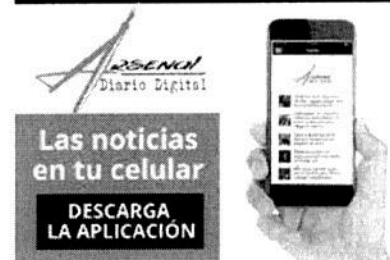 ARSENAL
Diario Digital
Las noticias
en tu celular
DESCARGA
LA APLICACIÓN